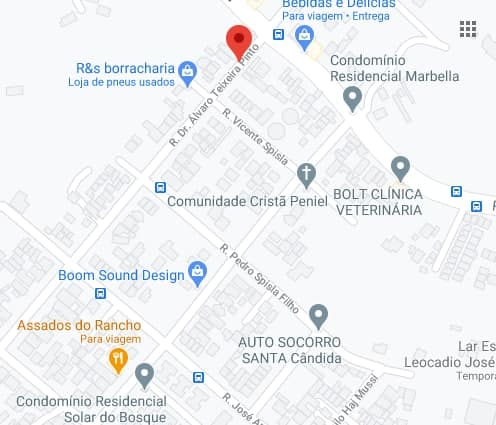 Bebidas e Delícias
Para viagem • Entrega
R&s borracharia
Loja de pneus usados
R. Dr. Álvaro Teixeira Pinto
Condomínio
Residencial Marbella
R. Vicente Spisla
Comunidade Cristã Peniel
BOLT CLÍNICA
VETERINÁRIA
R. Pedro Spisla Filho
Boom Sound Design
Assados do Rancho
Para viagem
AUTO SOCORRO
SANTA Cândida
Lar Es
Leocadio José
Tempora
Condomínio Residencial
Solar do Bosque
R. José A
ilo Haj Mussi